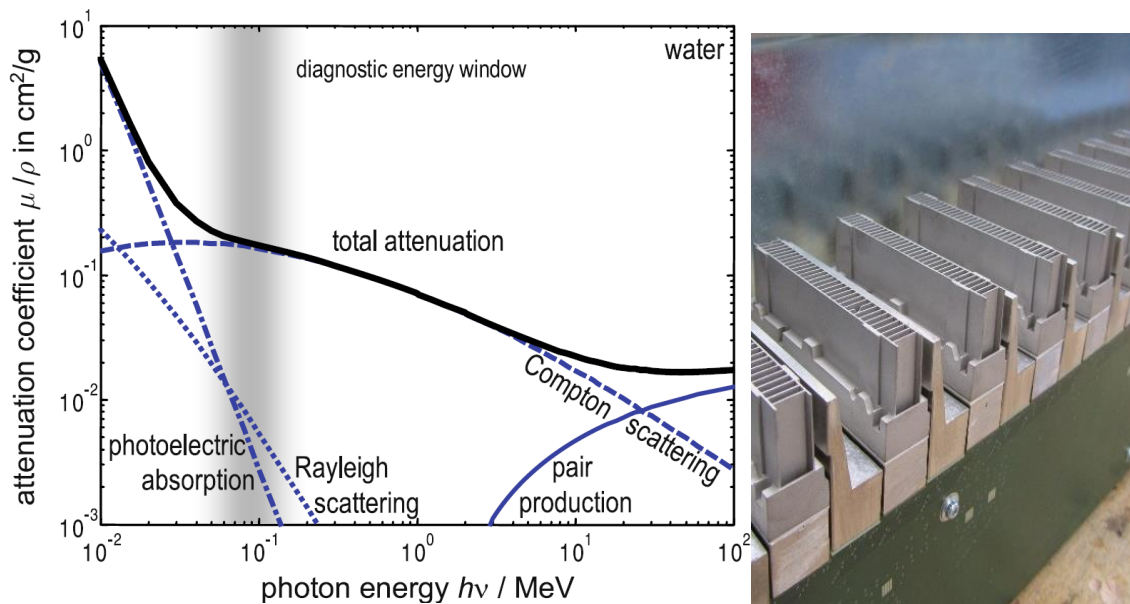 10^1
10^0
10^-1
10^-2
10^-3
attenuation coefficient μ/ρ in cm²/g
water
diagnostic energy window
total attenuation
Compton
scattering
photoelectric
absorption
Rayleigh
scattering
pair
production
10^-2
10^-1
10^0
10^1
10^2
photon energy hν / MeV